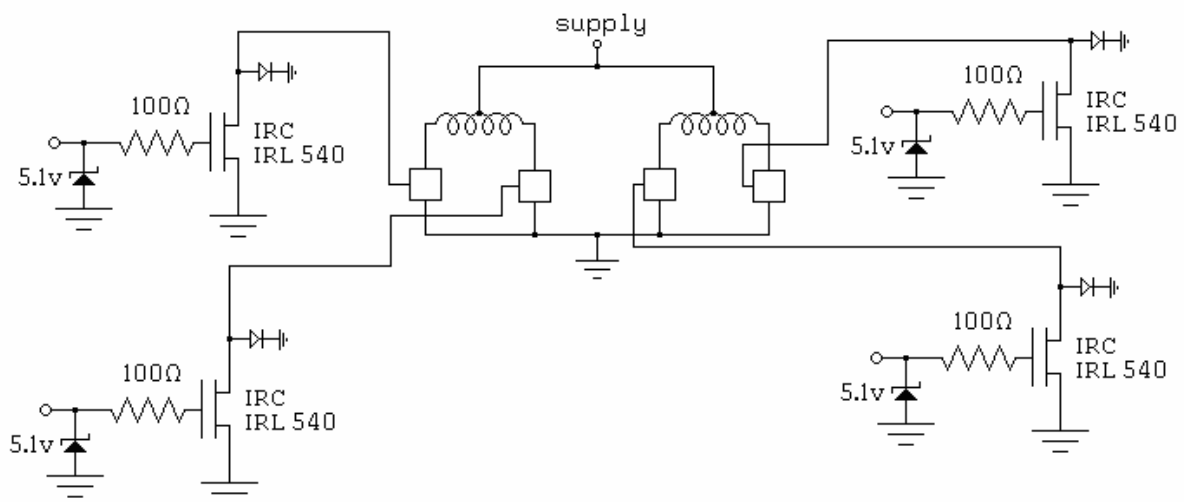 supply
100Ω
IRC
IRL 540
5.1v
100Ω
IRC
IRL 540
5.1v
100Ω
IRC
IRL 540
5.1v
100Ω
IRC
IRL 540
5.1v